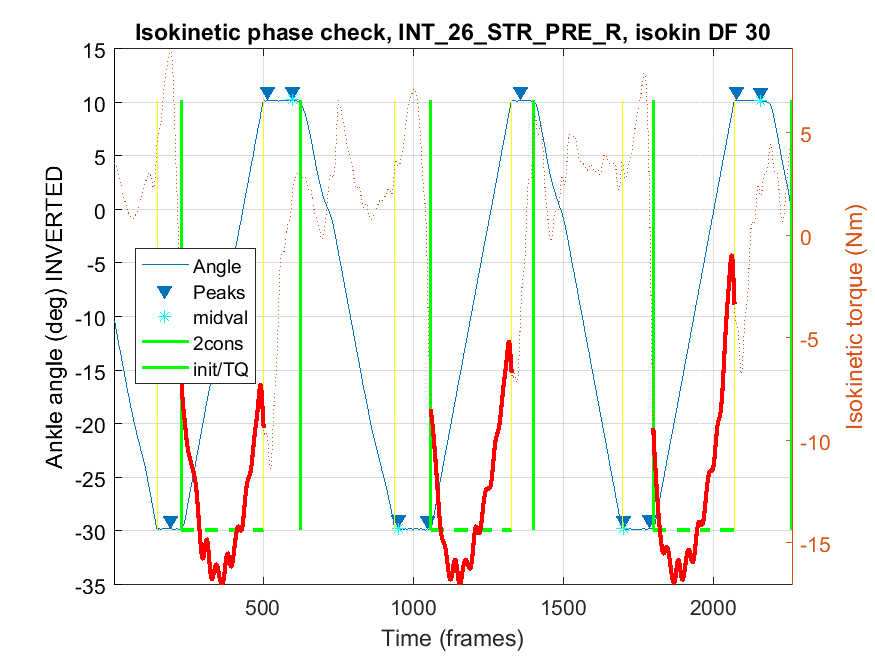 Isokinetic phase check, INT_26_STR_PRE_R, isokin DF 30
Ankle angle (deg) INVERTED
15
10
5
0
-5
-10
-15
-20
-25
-30
-35
Angle
Peaks
midval
2cons
init/TQ
5
0
-5
-10
-15
Isokinetic torque (Nm)
500
1000
1500
2000
Time (frames)